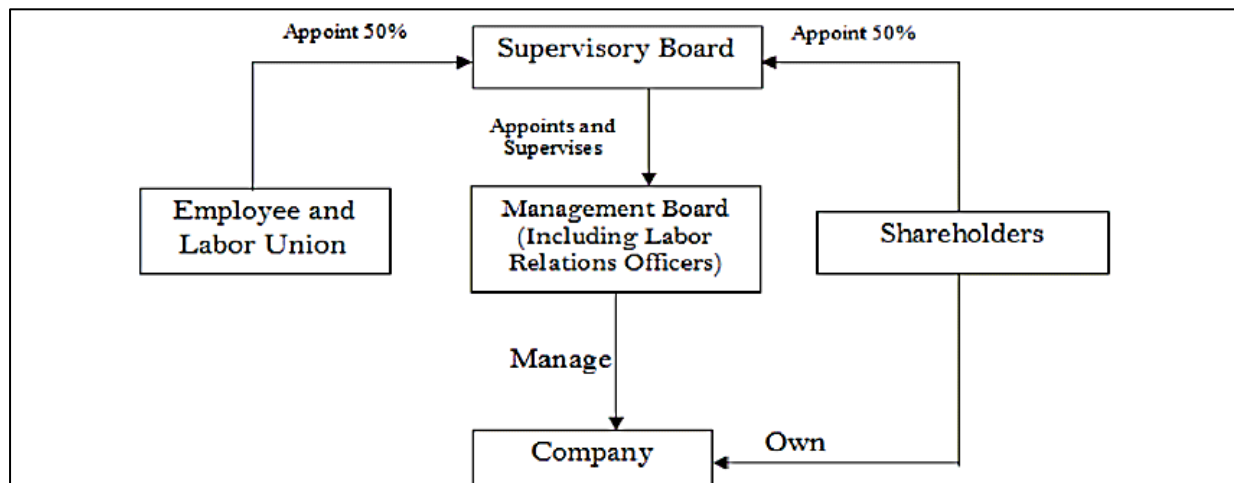 Appoint 50%
Supervisory Board
Appoint 50%
Appoints and
Supervises
Employee and
Labor Union
Management Board
(Including Labor
Relations Officers)
Shareholders
Manage
Own
Company